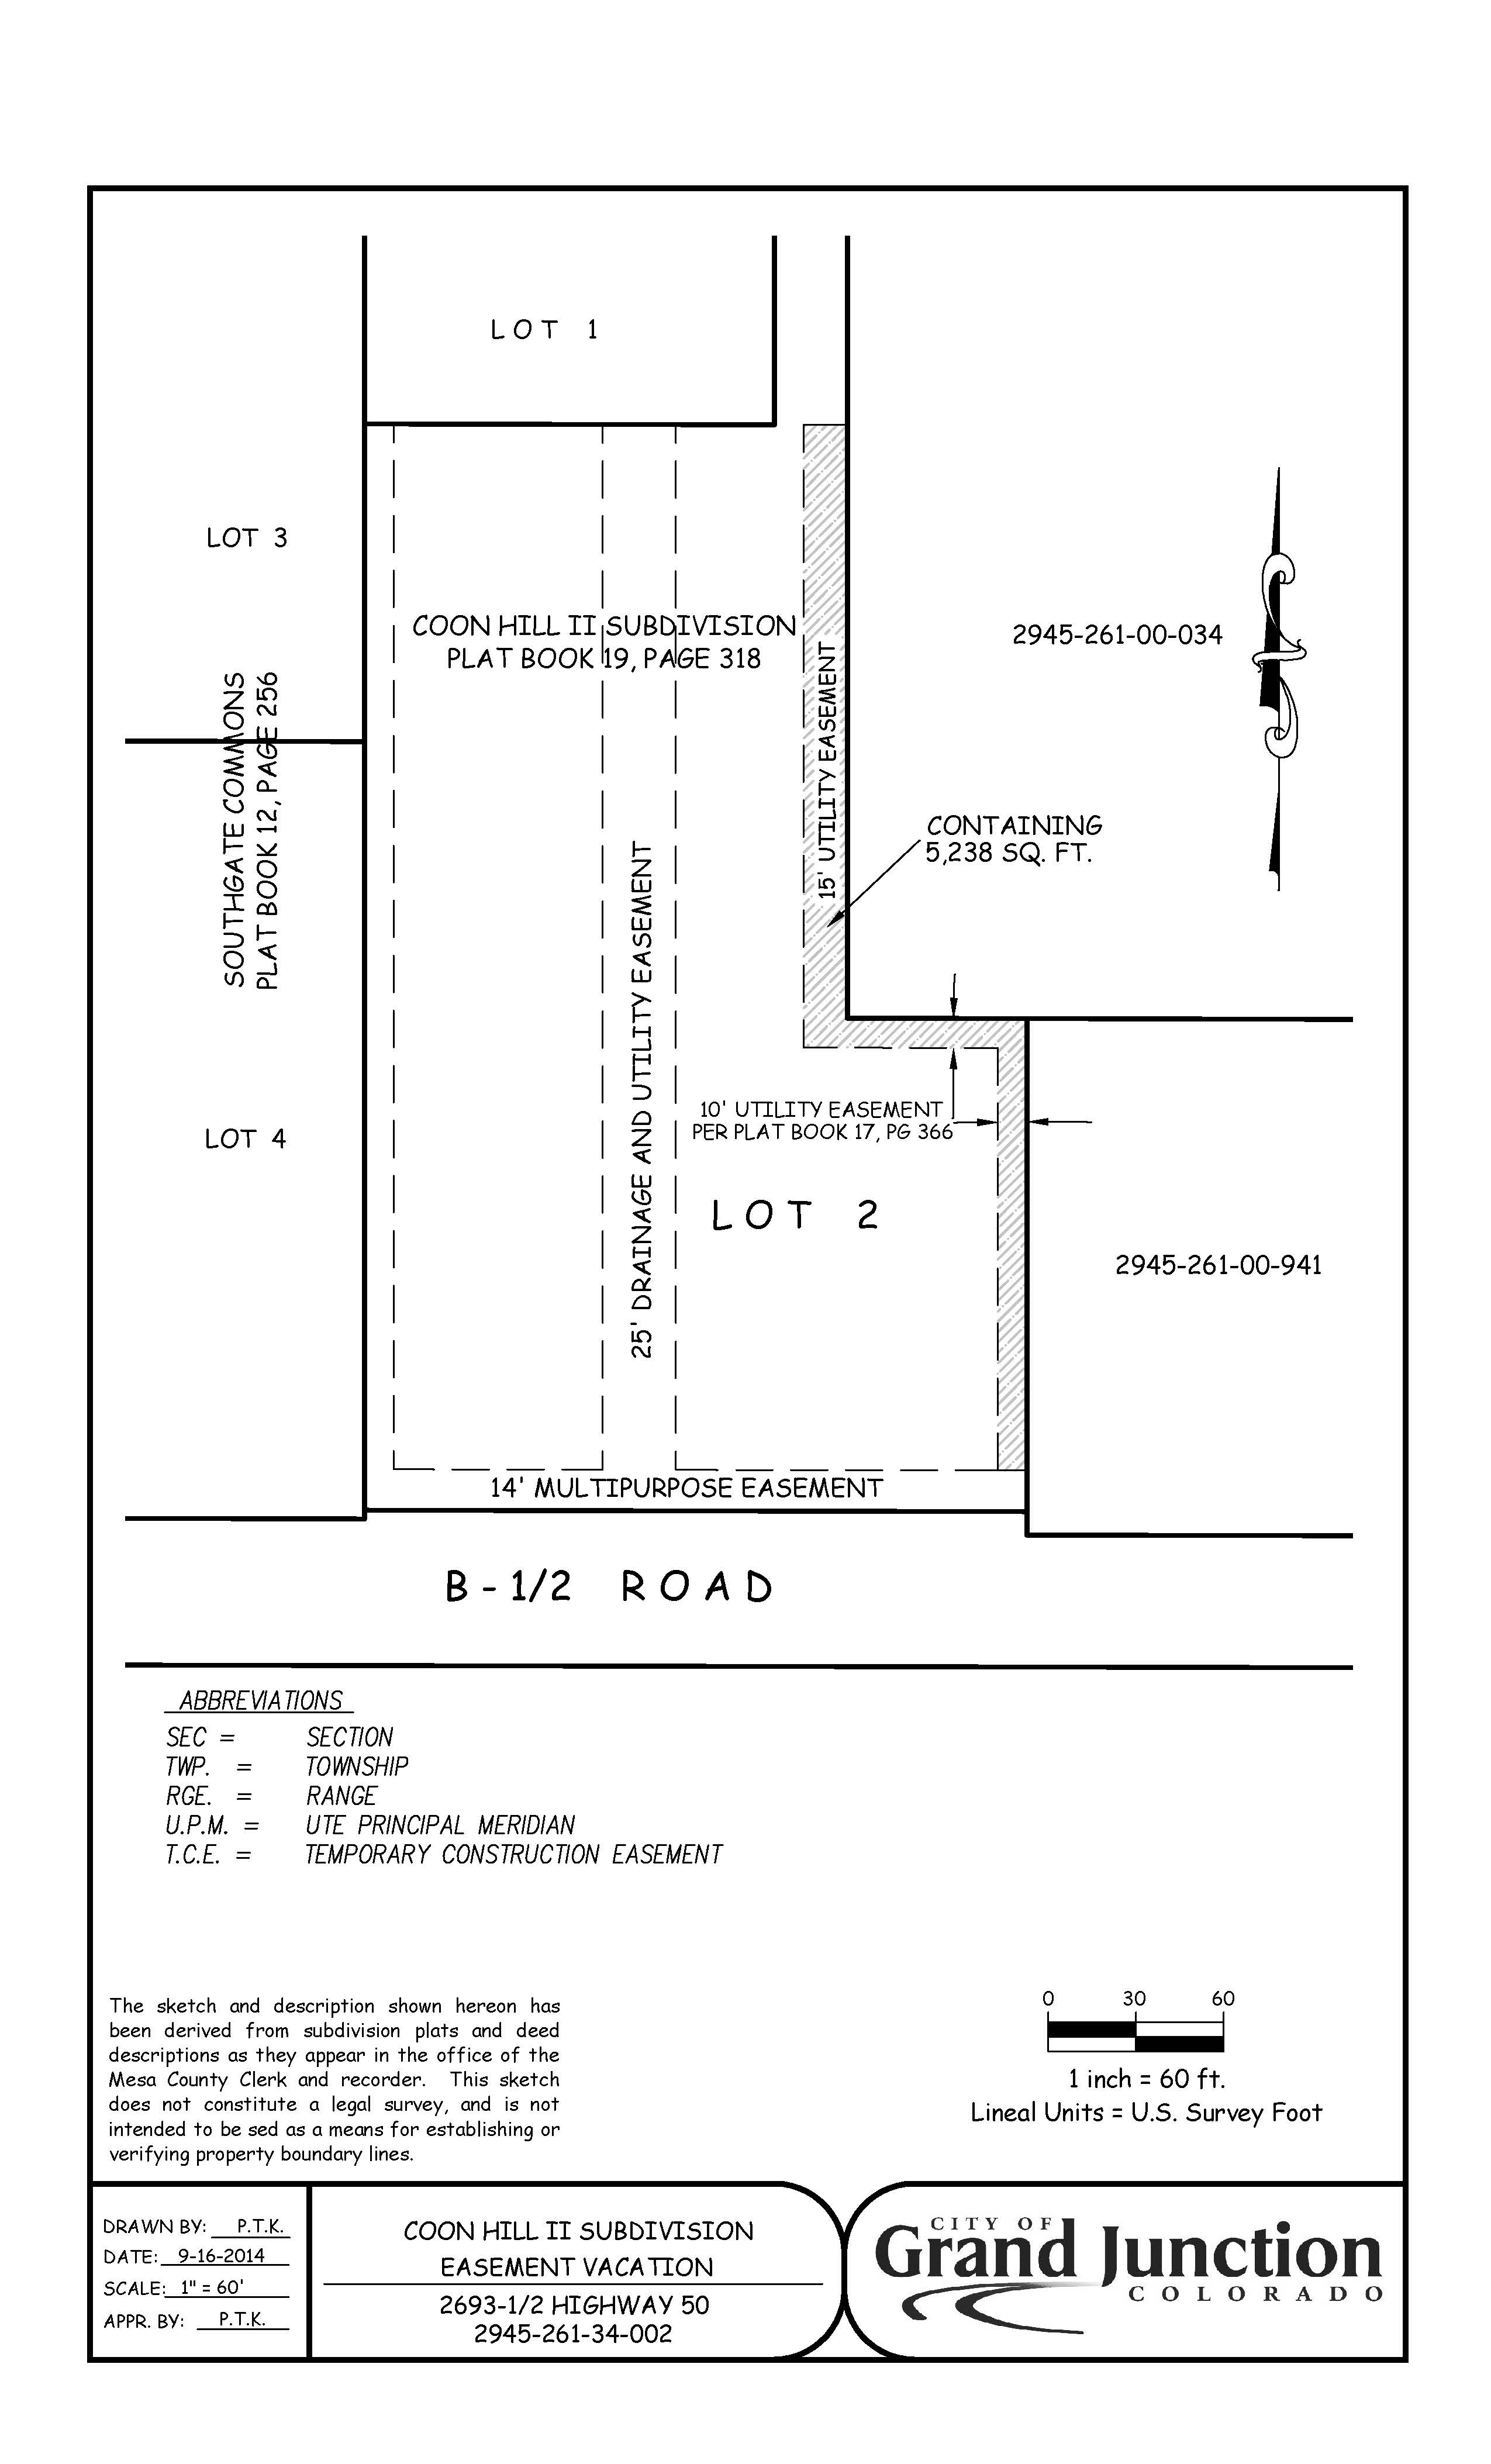 LOT 1
LOT 3
COON HILL II SUBDIVISION
PLAT BOOK 19, PAGE 318
2945-261-00-034
SOUTHGATE COMMONS
PLAT BOOK 12, PAGE 256
15' UTILITY EASEMENT
CONTAINING
5,238 SQ. FT.
25' DRAINAGE AND UTILITY EASEMENT
10' UTILITY EASEMENT
PER PLAT BOOK 17, PG 366
LOT 4
LOT 2
2945-261-00-941
14' MULTIPURPOSE EASEMENT
B-1/2 ROAD
ABBREVIATIONS
SEC = SECTION
TWP. = TOWNSHIP
RGE. = RANGE
U.P.M. = UTE PRINCIPAL MERIDIAN
T.C.E. = TEMPORARY CONSTRUCTION EASEMENT
The sketch and description shown hereon has
been derived from subdivision plats and deed
descriptions as they appear in the office of the
Mesa County Clerk and recorder. This sketch
does not constitute a legal survey, and is not
intended to be sed as a means for establishing or
verifying property boundary lines.
0 30 60
1 inch = 60 ft.
Lineal Units = U.S. Survey Foot
DRAWN BY: P.T.K.
DATE: 9-16-2014
SCALE: 1" = 60'
APPR. BY: P.T.K.
COON HILL II SUBDIVISION
EASEMENT VACATION
2693-1/2 HIGHWAY 50
2945-261-34-002
CITY OF
Grand Junction
COLORADO